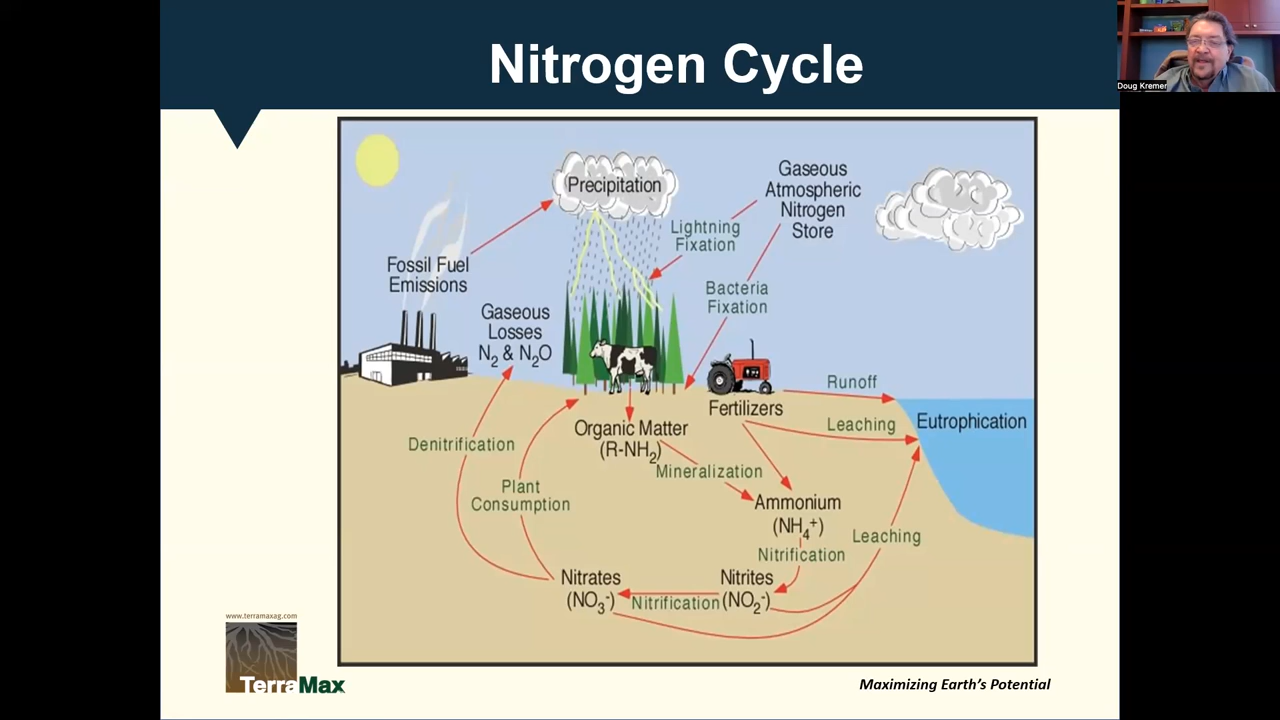 Nitrogen Cycle
Doug Kremer
Precipitation
Gaseous
Atmospheric
Nitrogen
Store
Lightning
Fixation
Fossil Fuel
Emissions
Bacteria
Fixation
Gaseous
Losses
N₂ & N₂O
Runoff
Fertilizers
Leaching
Eutrophication
Organic Matter
(R-NH₂)
Denitrification
Mineralization
Plant
Consumption
Ammonium
(NH₄⁺)
Leaching
Nitrification
Nitrates
(NO₃⁻)
Nitrification
Nitrites
(NO₂⁻)
www.terramaxag.com
TerraMax
Maximizing Earth's Potential